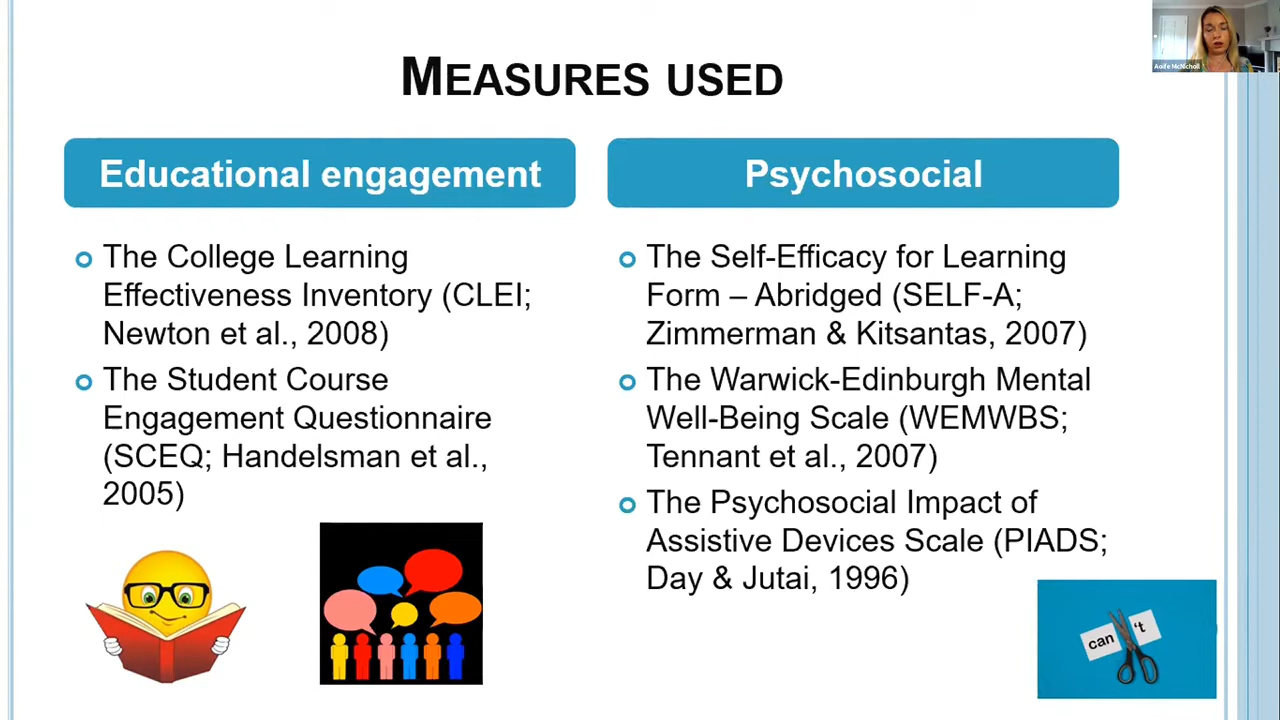 MEASURES USED
Educational engagement
The College Learning
Effectiveness Inventory (CLEI;
Newton et al., 2008)
The Student Course
Engagement Questionnaire
(SCEQ; Handelsman et al.,
2005)
Psychosocial
The Self-Efficacy for Learning
Form – Abridged (SELF-A;
Zimmerman & Kitsantas, 2007)
The Warwick-Edinburgh Mental
Well-Being Scale (WEMWBS;
Tennant et al., 2007)
The Psychosocial Impact of
Assistive Devices Scale (PIADS;
Day & Jutai, 1996)
can 't
Aoife McNicholl